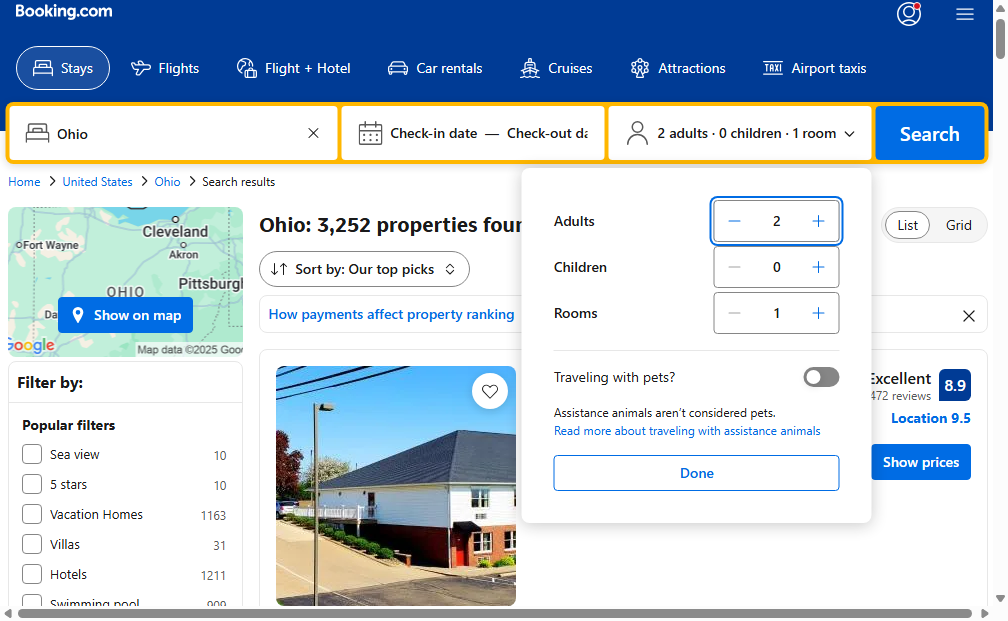 Booking.com
Stays
Flights
Flight + Hotel
Car rentals
Cruises
Attractions
TAXI Airport taxis
Ohio
Check-in date — Check-out da
2 adults · 0 children · 1 room
Search
Home
United States
Ohio
Search results
Fort Wayne
Cleveland
Akron
OHIO
Pittsburgh
Show on map
Google
Map data ©2025 Goo
Filter by:
Popular filters
Sea view 10
5 stars 10
Vacation Homes 1163
Villas 31
Hotels 1211
Swimming pool 909
Ohio: 3,252 properties foun
List
Grid
Sort by: Our top picks
How payments affect property ranking
Adults
2
Children
0
Rooms
1
Traveling with pets?
Assistance animals aren't considered pets.
Read more about traveling with assistance animals
Done
Excellent
472 reviews
8.9
Location 9.5
Show prices